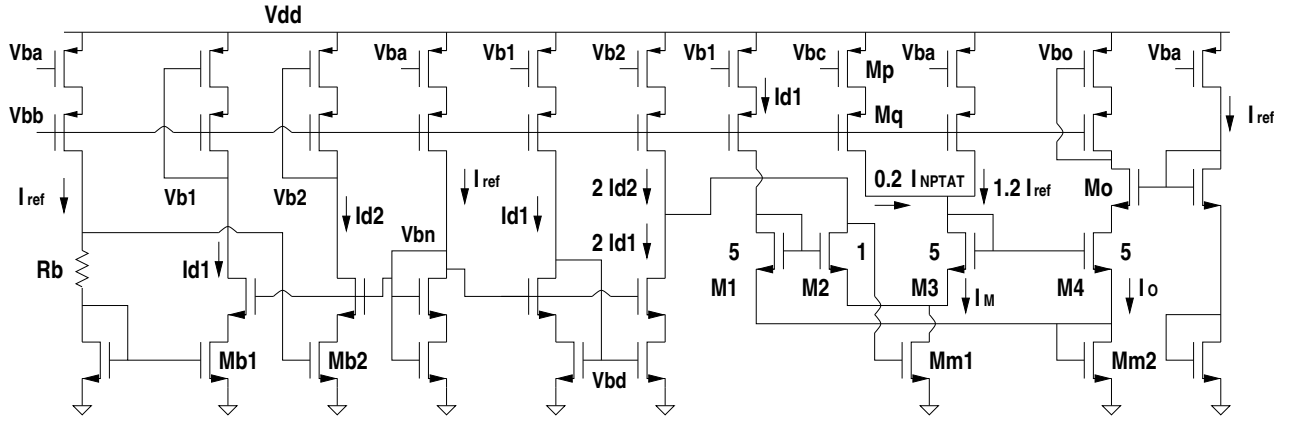 Vdd
Vba Vba Vb1 Vb2 Vb1 Vbc Mp Vba Vbo Vba
Id1
Vbb Mq Iref
Vb1 Vb2 Iref 2 Id2 0.2 INPTAT 1.2 Iref Mo
Iref Id2 Id1
Vbn 2 Id1
Rb Id1 5 1 5 5
M1 M2 M3 IM M4 IO
Mb1 Mb2 Vbd Mm1 Mm2